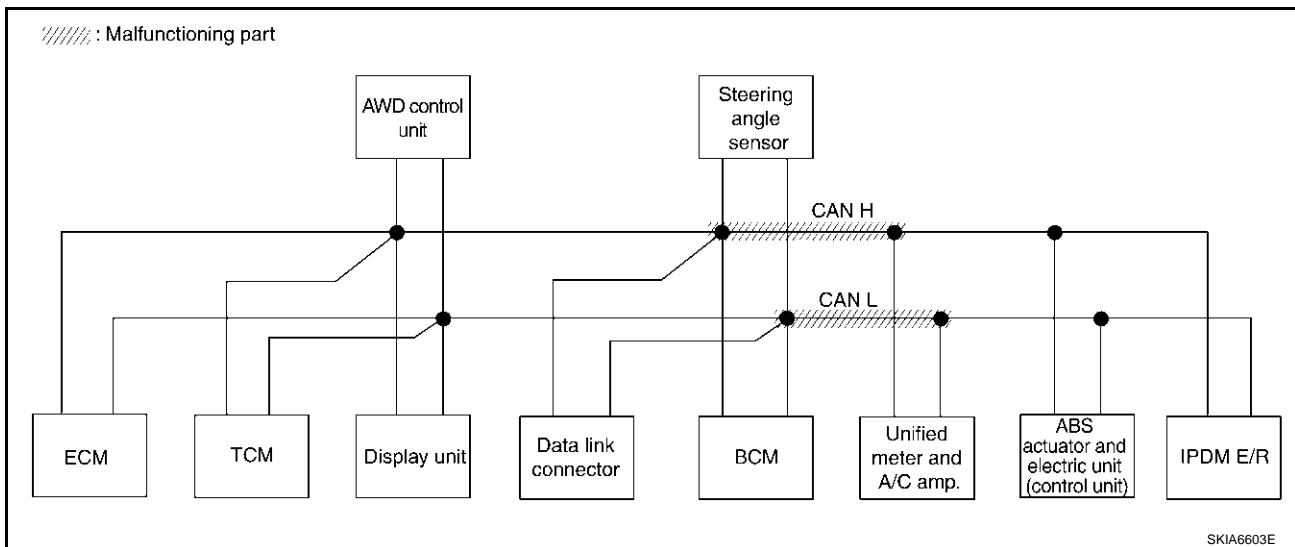 : Malfunctioning part
AWD control
unit
Steering
angle
sensor
CAN H
CAN L
ECM
TCM
Display unit
Data link
connector
BCM
Unified
meter and
A/C amp.
ABS
actuator and
electric unit
(control unit)
IPDM E/R
SKIA6603E